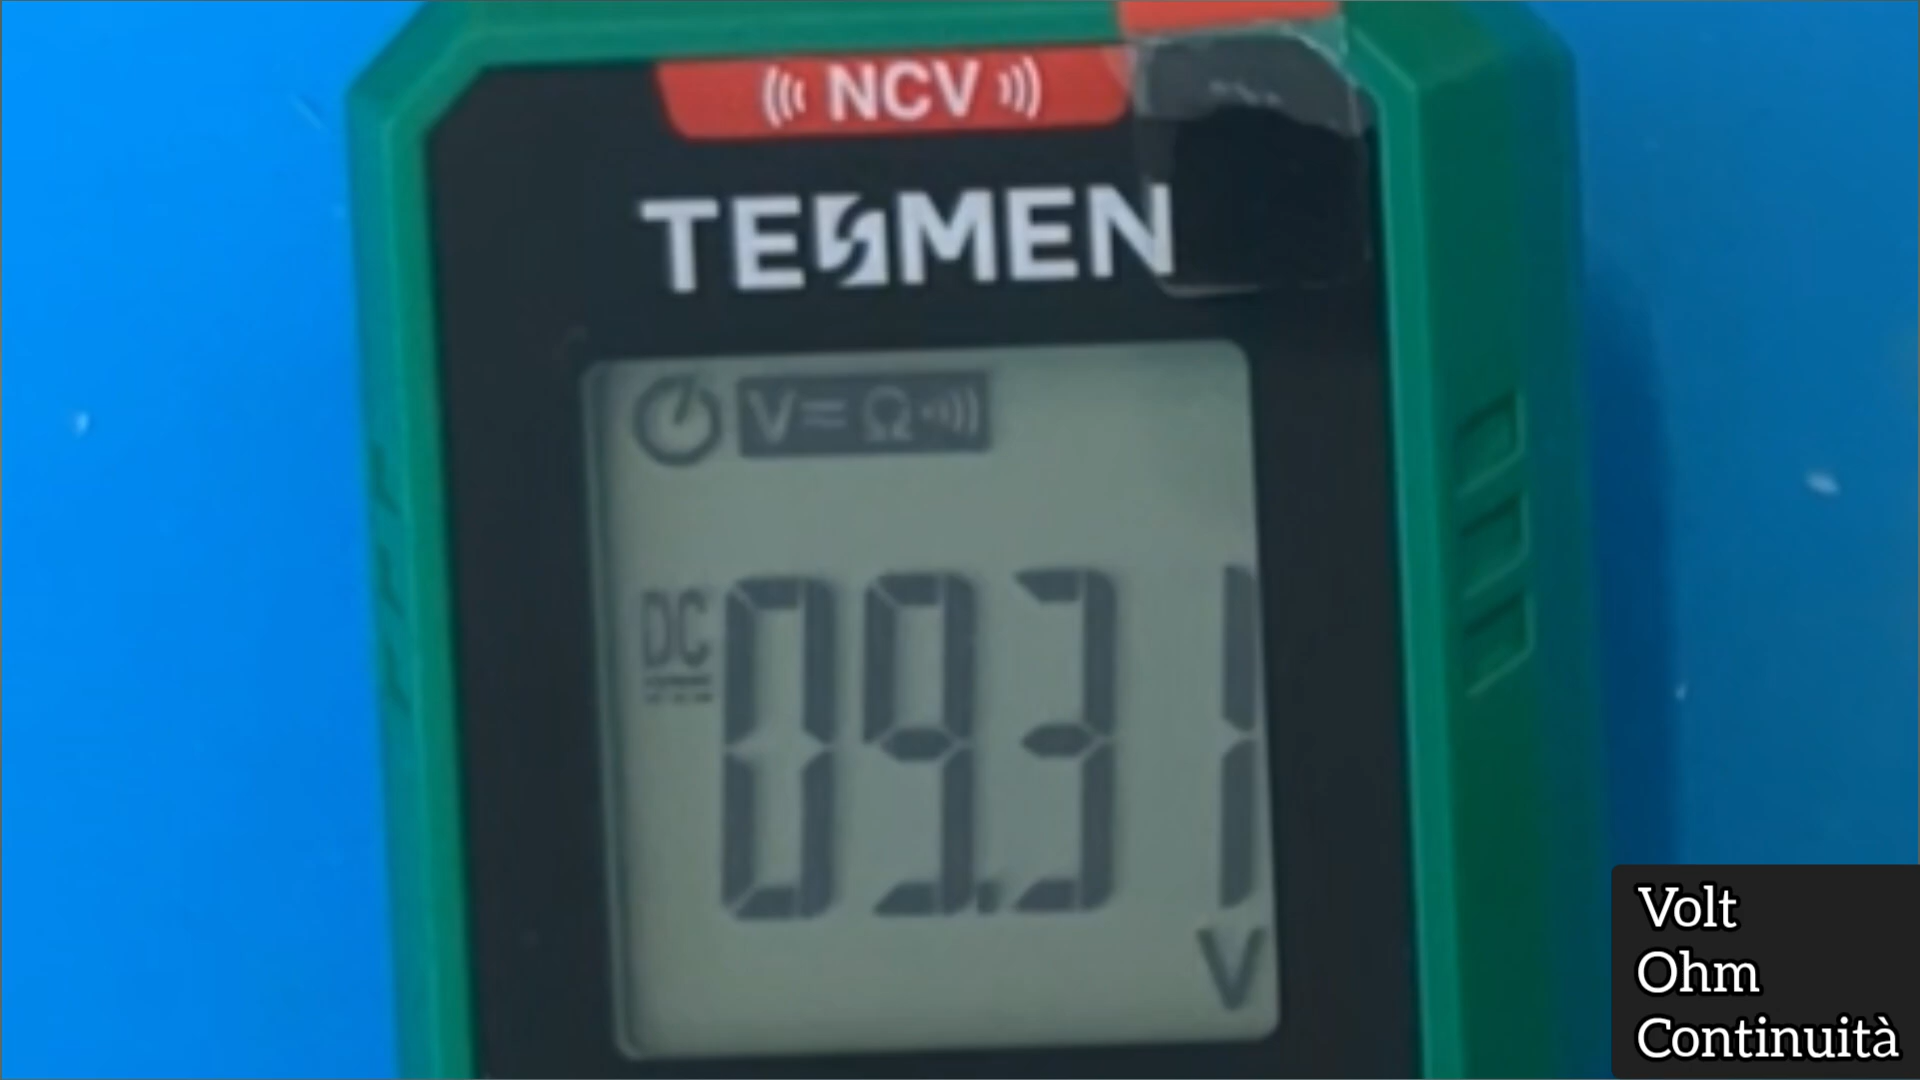 NCV
TESMEN
V= Ω
DC
09.31
V
Volt
Ohm
Continuità